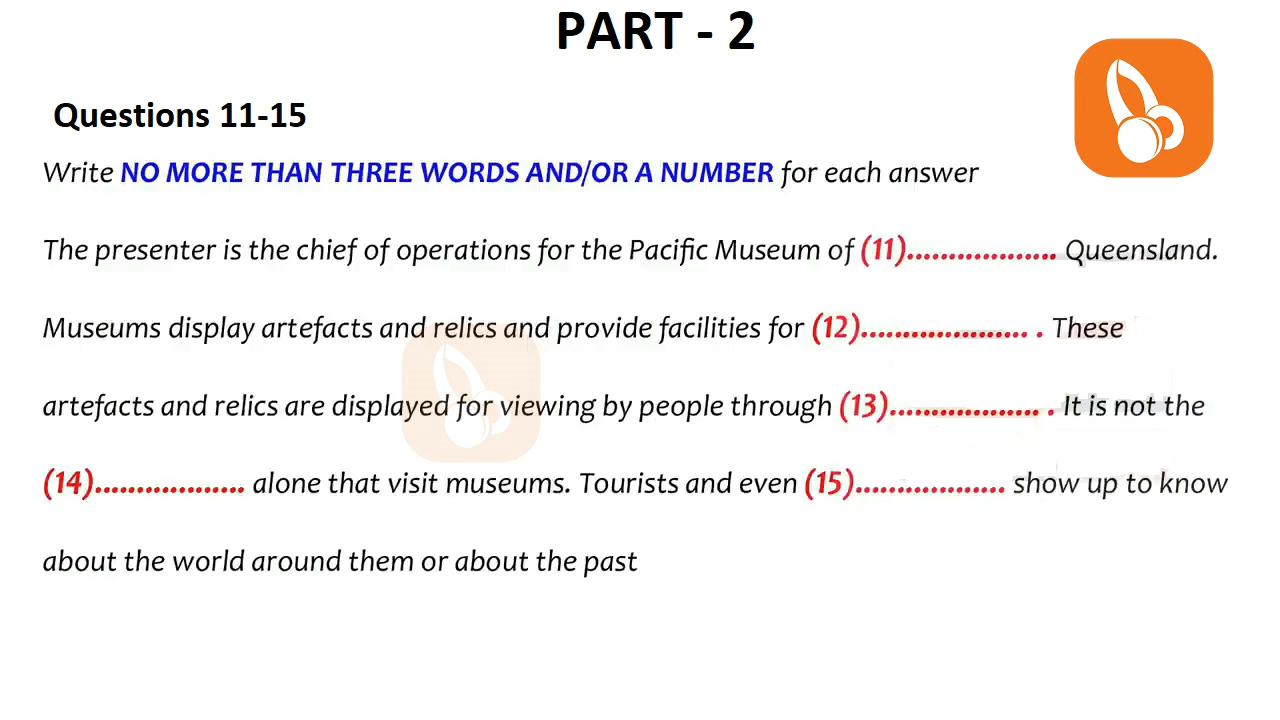 PART - 2
Questions 11-15
Write NO MORE THAN THREE WORDS AND/OR A NUMBER for each answer
The presenter is the chief of operations for the Pacific Museum of (11).................. Queensland.
Museums display artefacts and relics and provide facilities for (12).................... . These
artefacts and relics are displayed for viewing by people through (13).................. . It is not the
(14).................. alone that visit museums. Tourists and even (15).................. show up to know
about the world around them or about the past